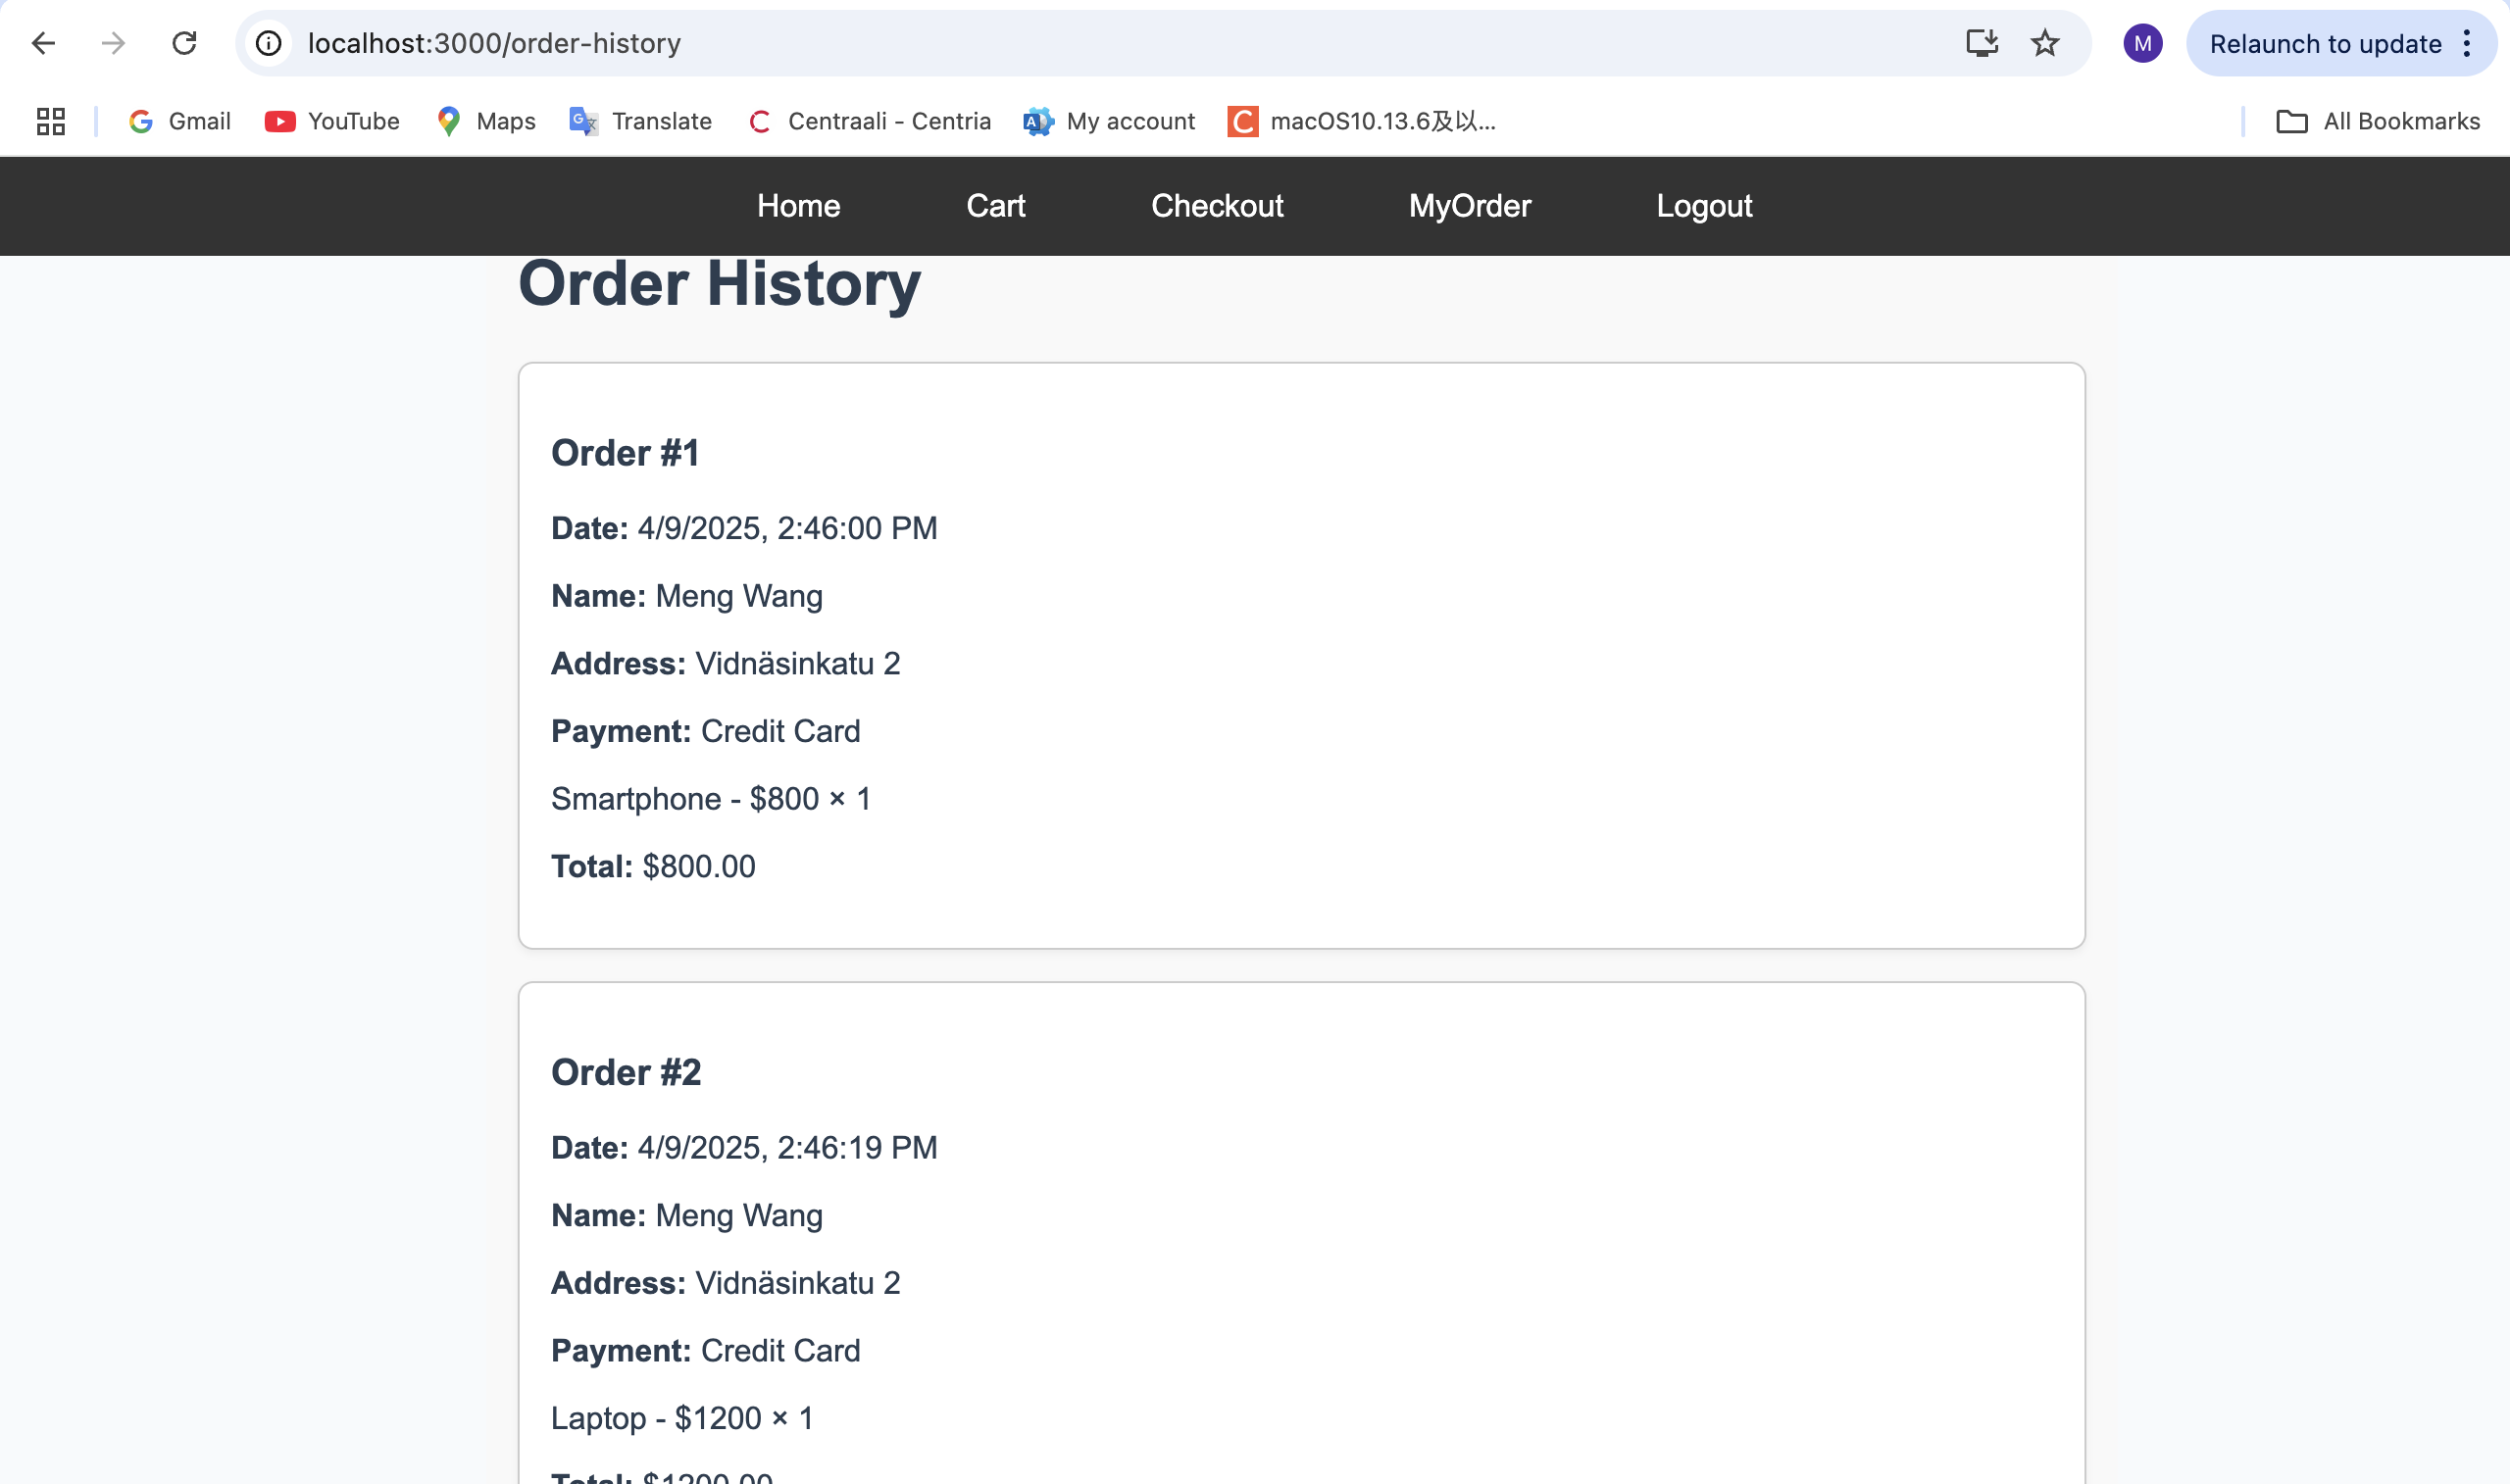 localhost:3000/order-history
M
Relaunch to update
Gmail
YouTube
Maps
Translate
Centraali - Centria
My account
macOS10.13.6及以...
All Bookmarks
Home
Cart
Checkout
MyOrder
Logout
Order History
Order #1
Date: 4/9/2025, 2:46:00 PM
Name: Meng Wang
Address: Vidnäsinkatu 2
Payment: Credit Card
Smartphone - $800 × 1
Total: $800.00
Order #2
Date: 4/9/2025, 2:46:19 PM
Name: Meng Wang
Address: Vidnäsinkatu 2
Payment: Credit Card
Laptop - $1200 × 1
Total: $1200.00